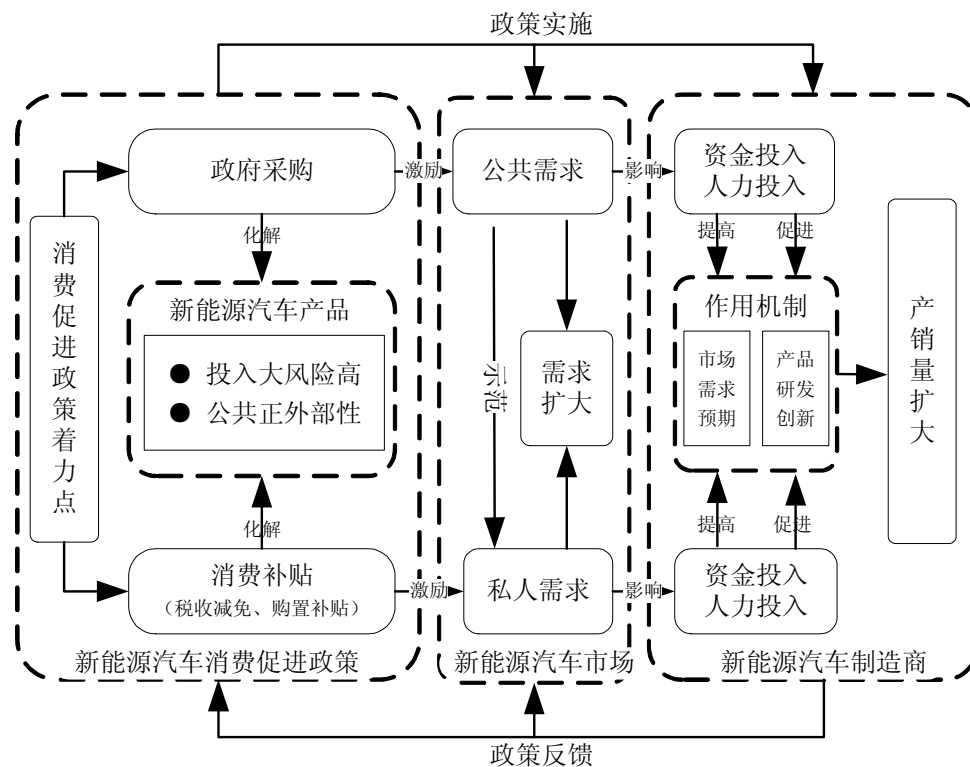 政策实施
政府采购
激励
公共需求
影响
资金投入
人力投入
化解
提高
促进
消费促进政策着力点
新能源汽车产品
● 投入大风险高
● 公共正外部性
示范
需求
扩大
作用机制
市场
需求
预期
产品
研发
创新
产销量扩大
化解
提高
促进
消费补贴
（税收减免、购置补贴）
激励
私人需求
影响
资金投入
人力投入
新能源汽车消费促进政策
新能源汽车市场
新能源汽车制造商
政策反馈